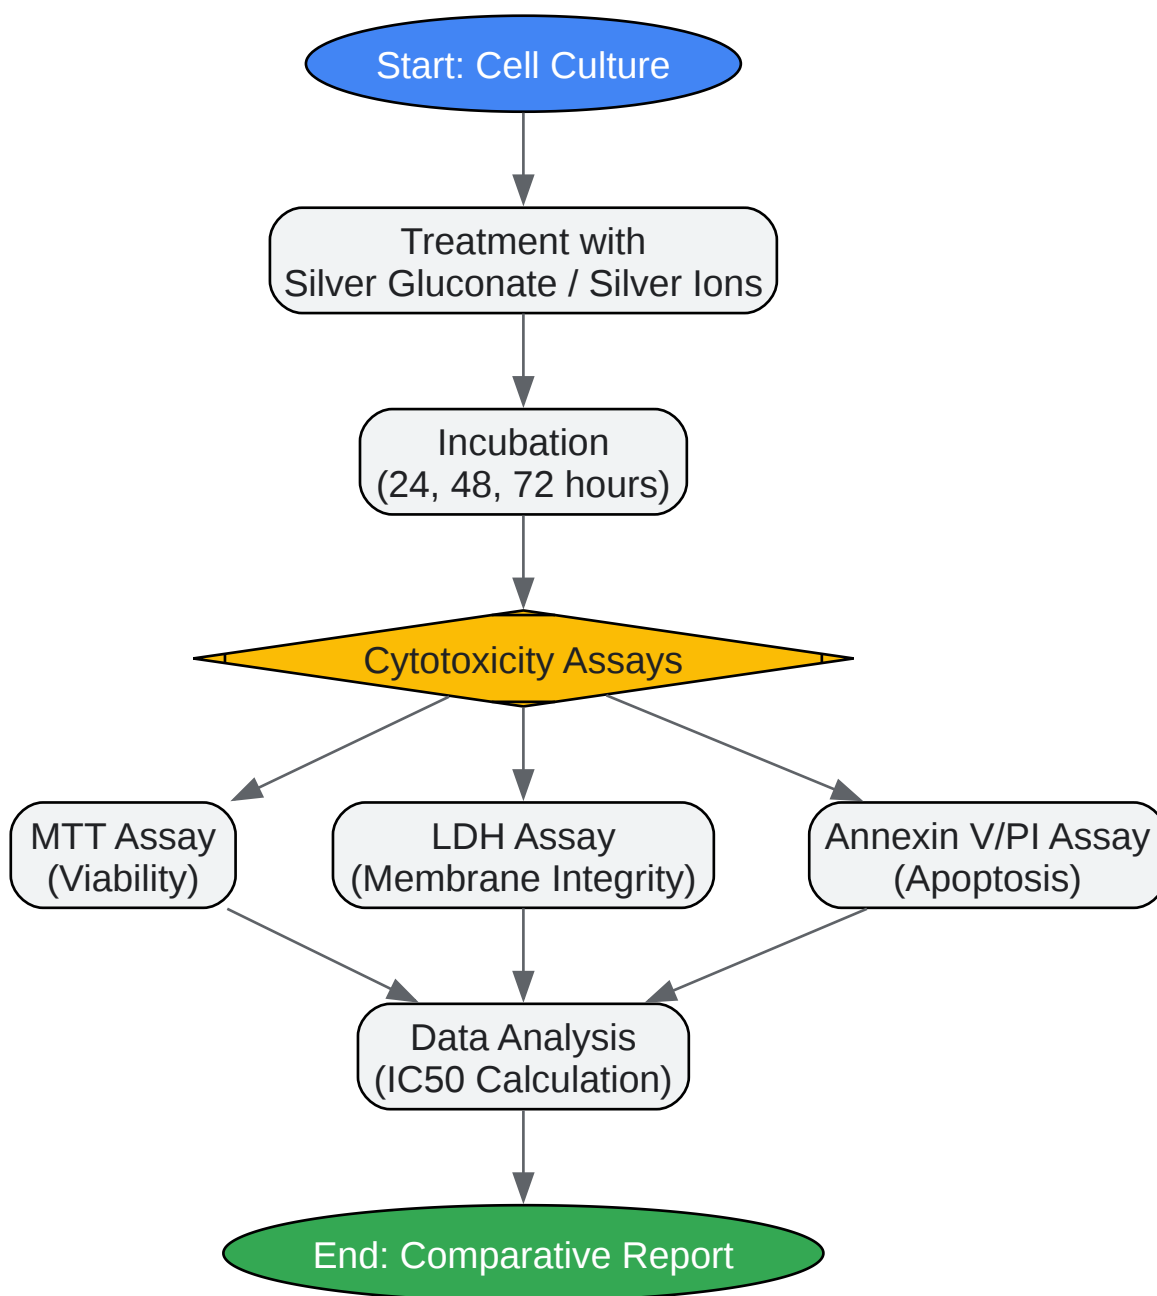 Start: Cell Culture
Treatment with
Silver Gluconate / Silver Ions
Incubation
(24, 48, 72 hours)
Cytotoxicity Assays
MTT Assay
(Viability)
LDH Assay
(Membrane Integrity)
Annexin V/PI Assay
(Apoptosis)
Data Analysis
(IC50 Calculation)
End: Comparative Report